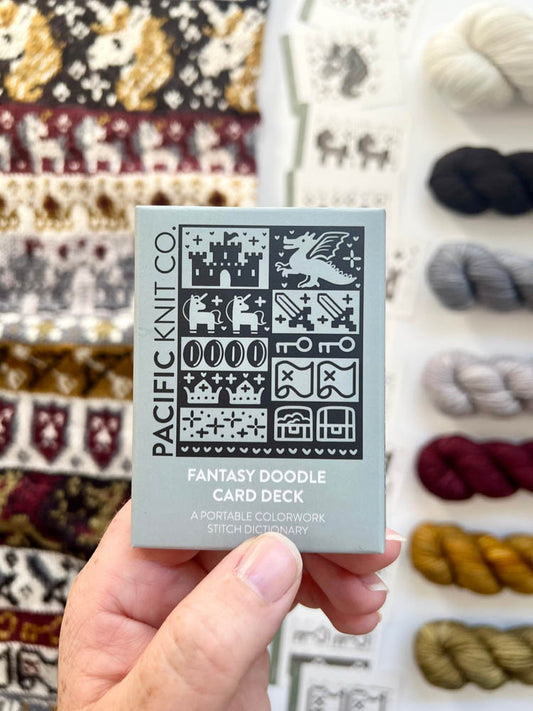 PACIFIC KNIT CO.
FANTASY DOODLE
CARD DECK
A PORTABLE COLORWORK
STITCH DICTIONARY